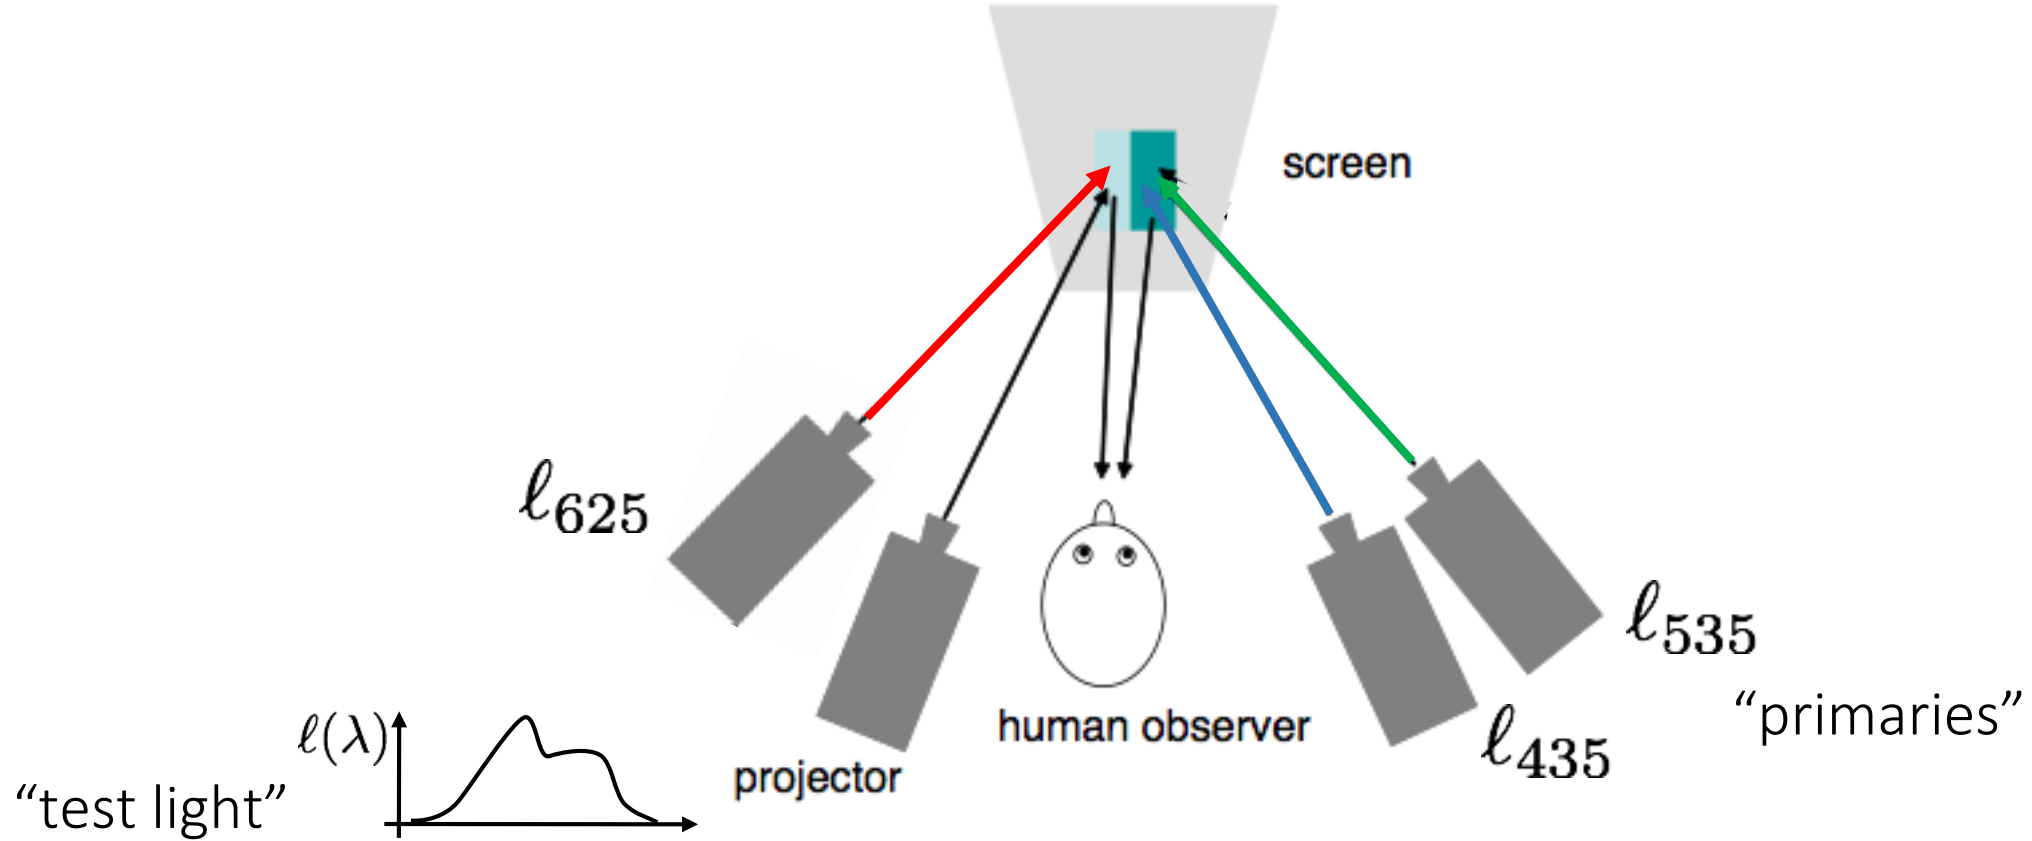 screen
ℓ625
ℓ535
“primaries”
human observer
ℓ435
ℓ(λ)
projector
“test light”